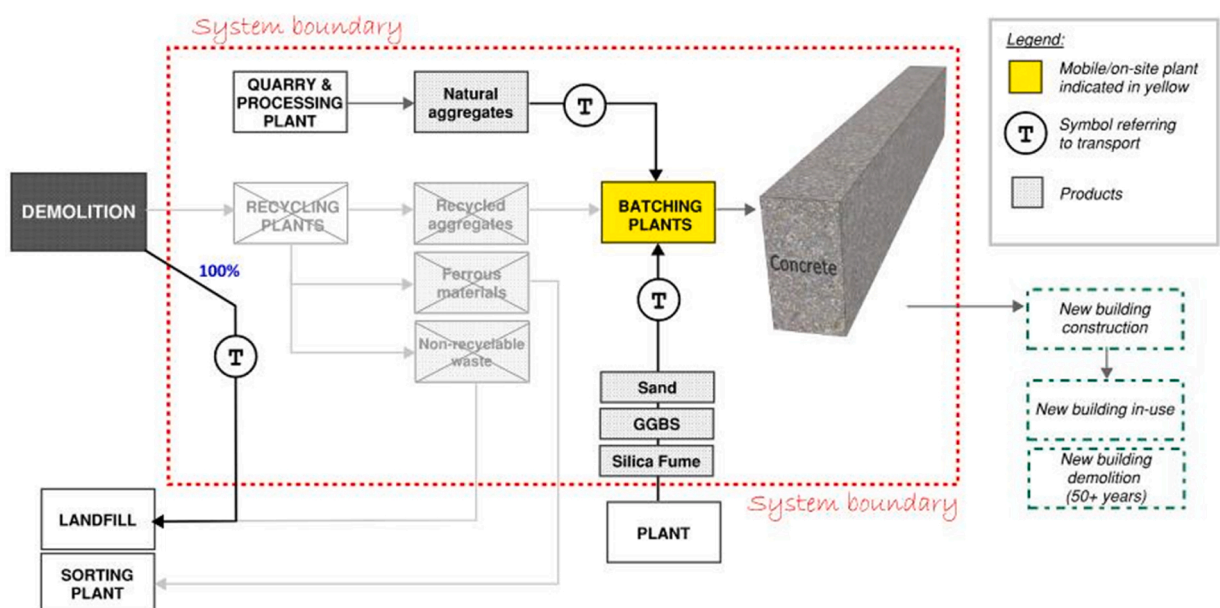 System boundary
QUARRY &
PROCESSING
PLANT
Natural
aggregates
T
Legend:
Mobile/on-site plant
indicated in yellow
T
Symbol referring
to transport
Products
DEMOLITION
RECYCLING
PLANTS
Recycled
aggregates
BATCHING
PLANTS
Concrete
100%
Ferrous
materials
T
T
Non-recyclable
waste
New building
construction
Sand
GGBS
Silica Fume
New building in-use
New building
demolition
(50+ years)
System boundary
LANDFILL
PLANT
SORTING
PLANT